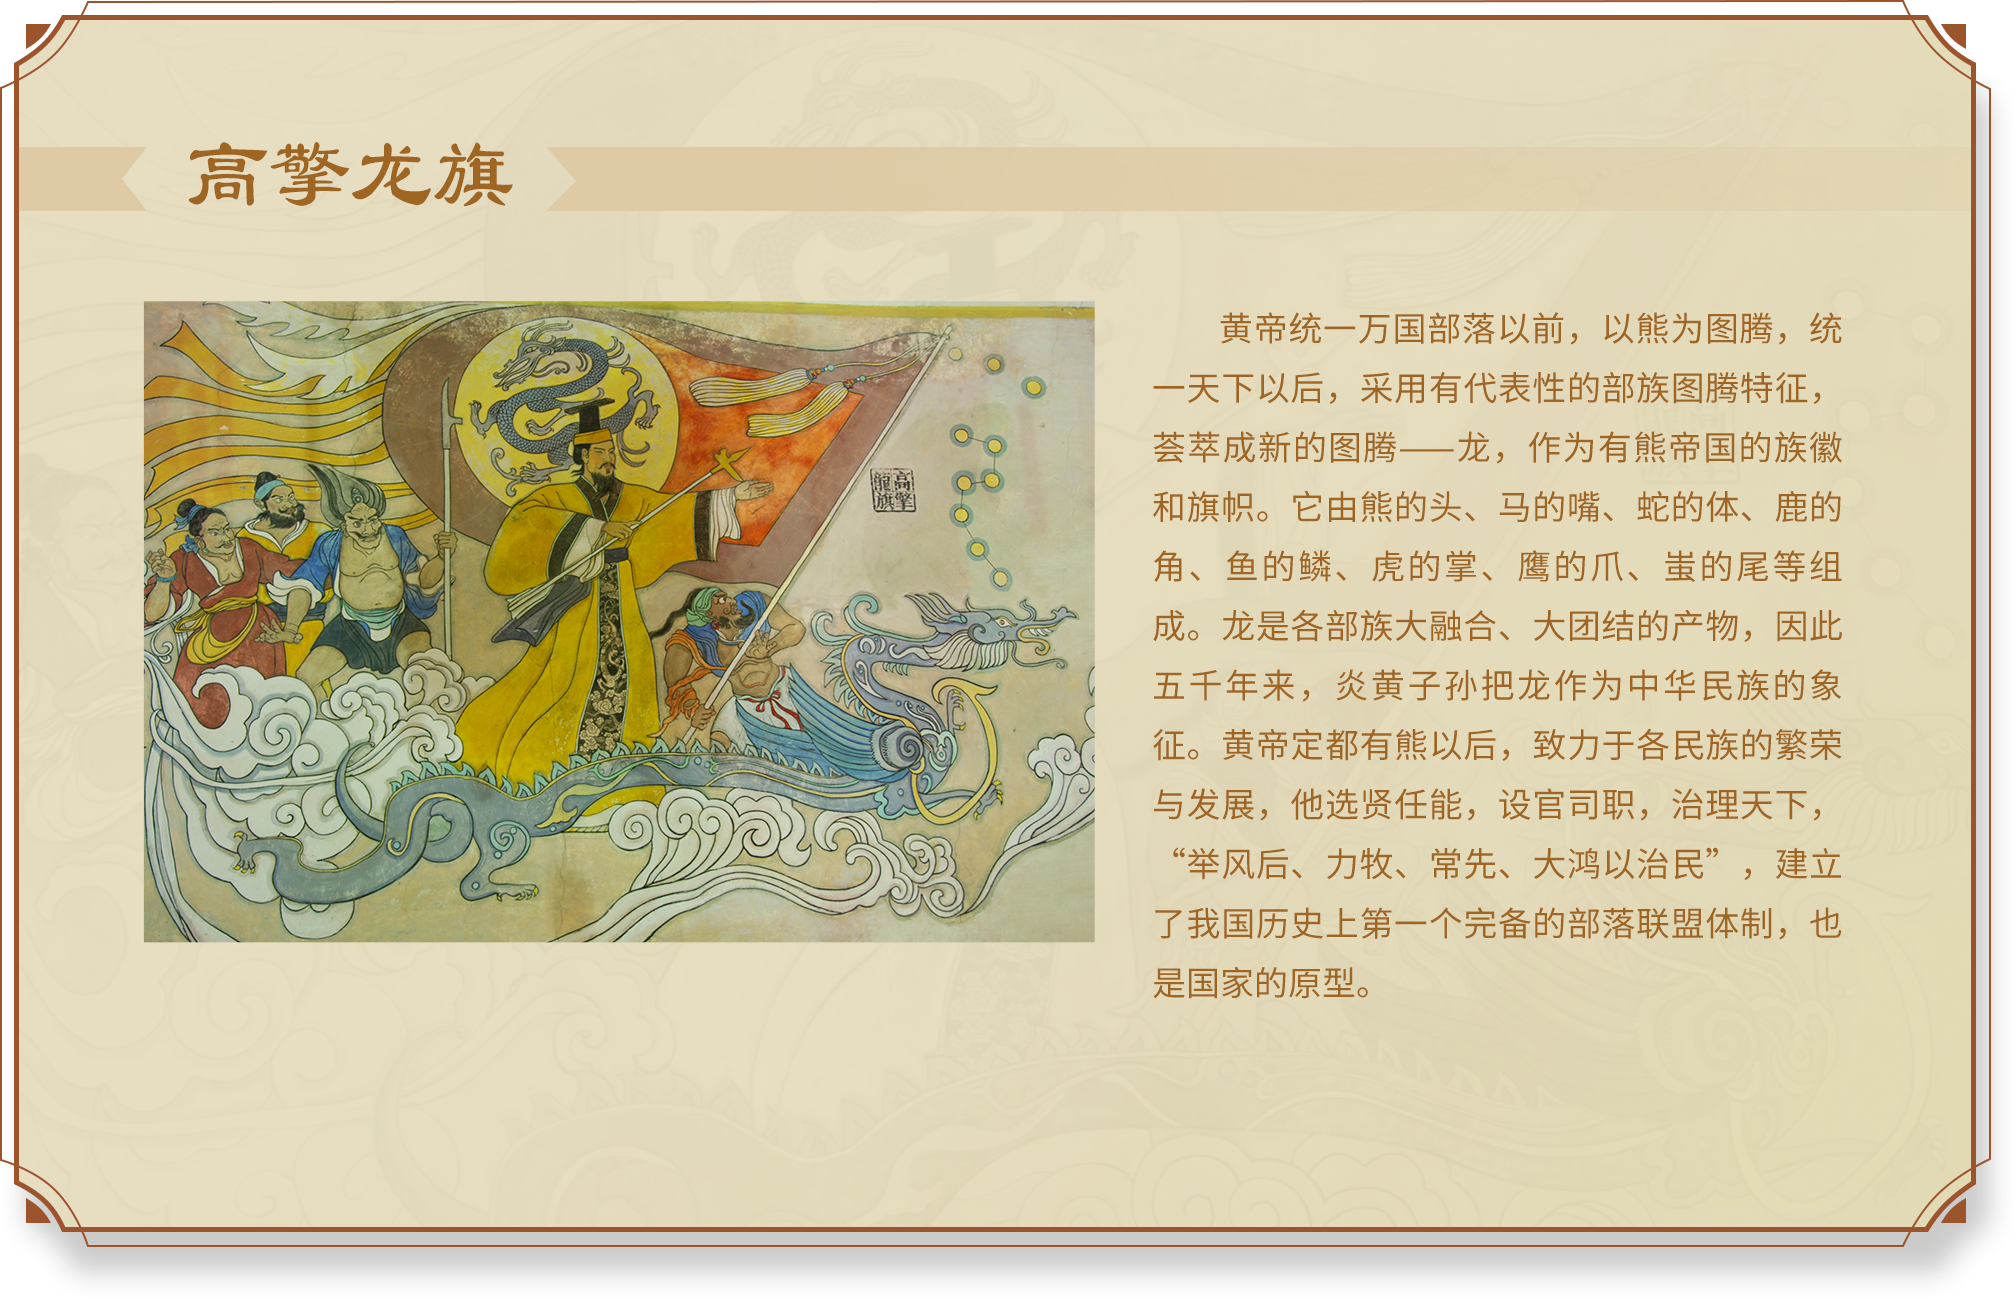 高擎龙旗
高擎
龍旗
黄帝统一万国部落以前，以熊为图腾，统
一天下以后，采用有代表性的部族图腾特征，
荟萃成新的图腾——龙，作为有熊帝国的族徽
和旗帜。它由熊的头、马的嘴、蛇的体、鹿的
角、鱼的鳞、虎的掌、鹰的爪、蚩的尾等组
成。龙是各部族大融合、大团结的产物，因此
五千年来，炎黄子孙把龙作为中华民族的象
征。黄帝定都有熊以后，致力于各民族的繁荣
与发展，他选贤任能，设官司职，治理天下，
“举风后、力牧、常先、大鸿以治民”，建立
了我国历史上第一个完备的部落联盟体制，也
是国家的原型。